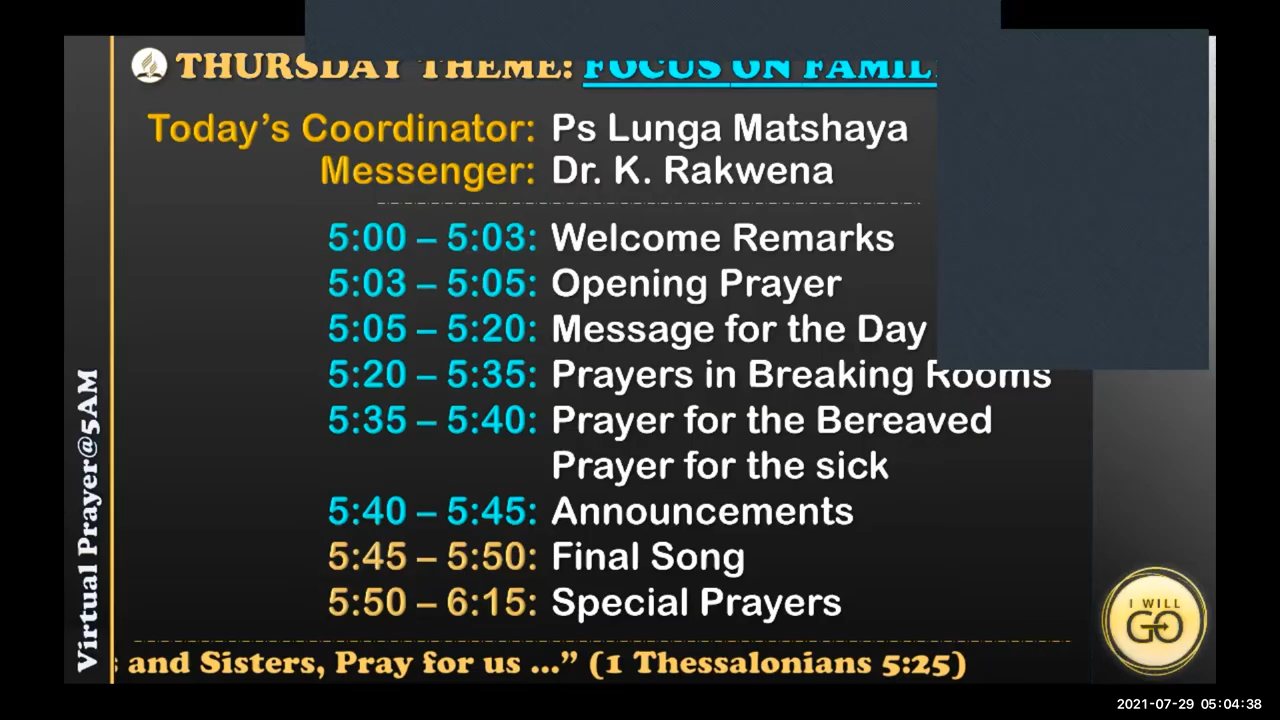 THURSDAY THEME: FOCUS ON
Today's Coordinator: Ps Lunga Matshaya
Messenger: Dr. K. Rakwena
5:00 – 5:03: Welcome Remarks
5:03 – 5:05: Opening Prayer
5:05 – 5:20: Message for the Day
5:20 – 5:35: Prayers in Breaking Rooms
5:35 – 5:40: Prayer for the Bereaved
Prayer for the sick
5:40 – 5:45: Announcements
5:45 – 5:50: Final Song
5:50 – 6:15: Special Prayers
and Sisters, Pray for us ...” (1 Thessalonians 5:25)
Virtual Prayer@5AM
I WILL
GO
2021-07-29 05:04:38